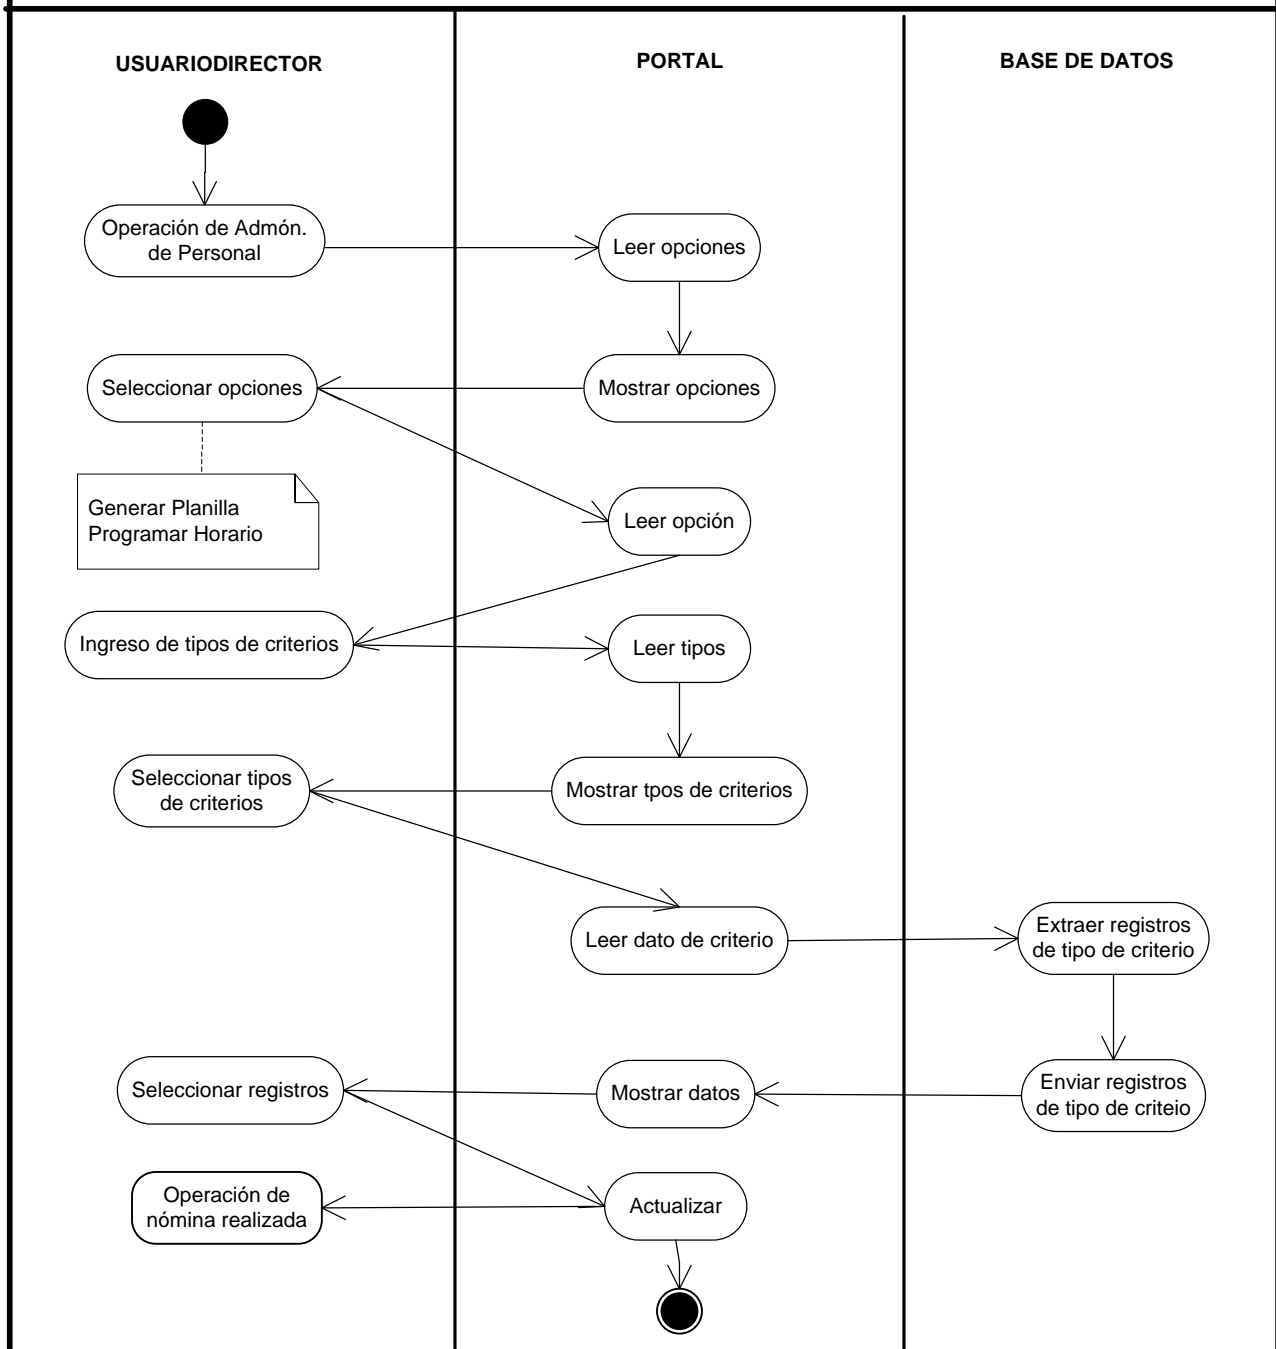 USUARIODIRECTOR
PORTAL
BASE DE DATOS
Operación de Admón.
de Personal
Leer opciones
Seleccionar opciones
Mostrar opciones
Generar Planilla
Programar Horario
Leer opción
Ingreso de tipos de criterios
Leer tipos
Seleccionar tipos
de criterios
Mostrar tpos de criterios
Leer dato de criterio
Extraer registros
de tipo de criterio
Seleccionar registros
Mostrar datos
Enviar registros
de tipo de criteio
Operación de
nómina realizada
Actualizar